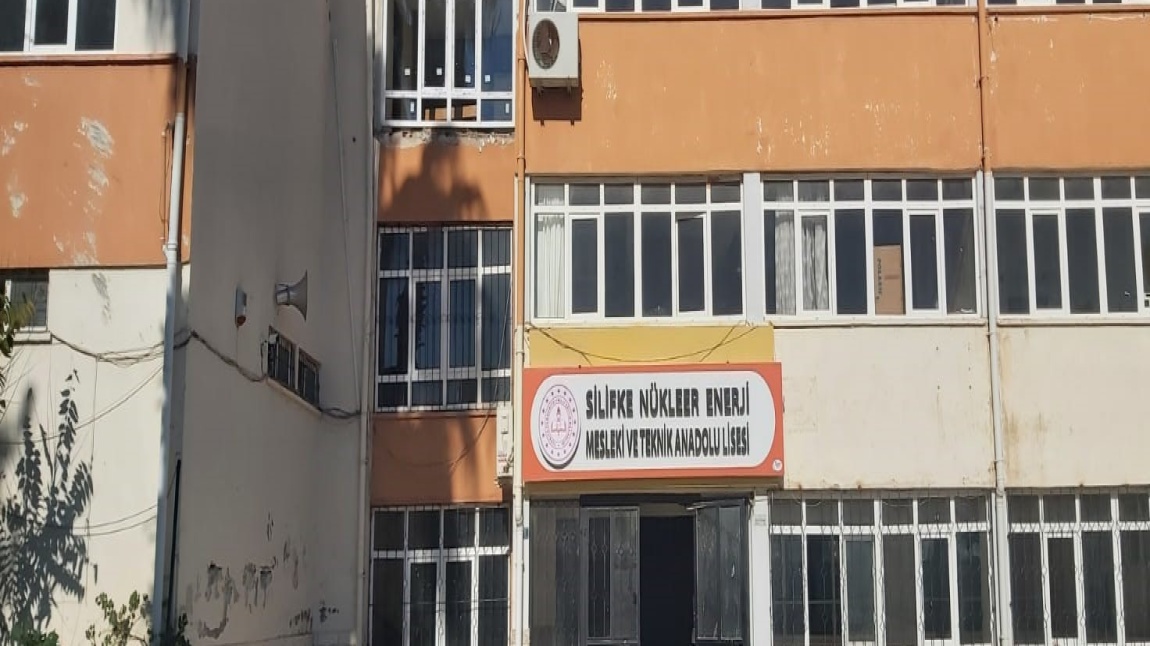 SİLİFKE NÜKLEER ENERJİ
MESLEKİ VE TEKNİK ANADOLU LİSESİ